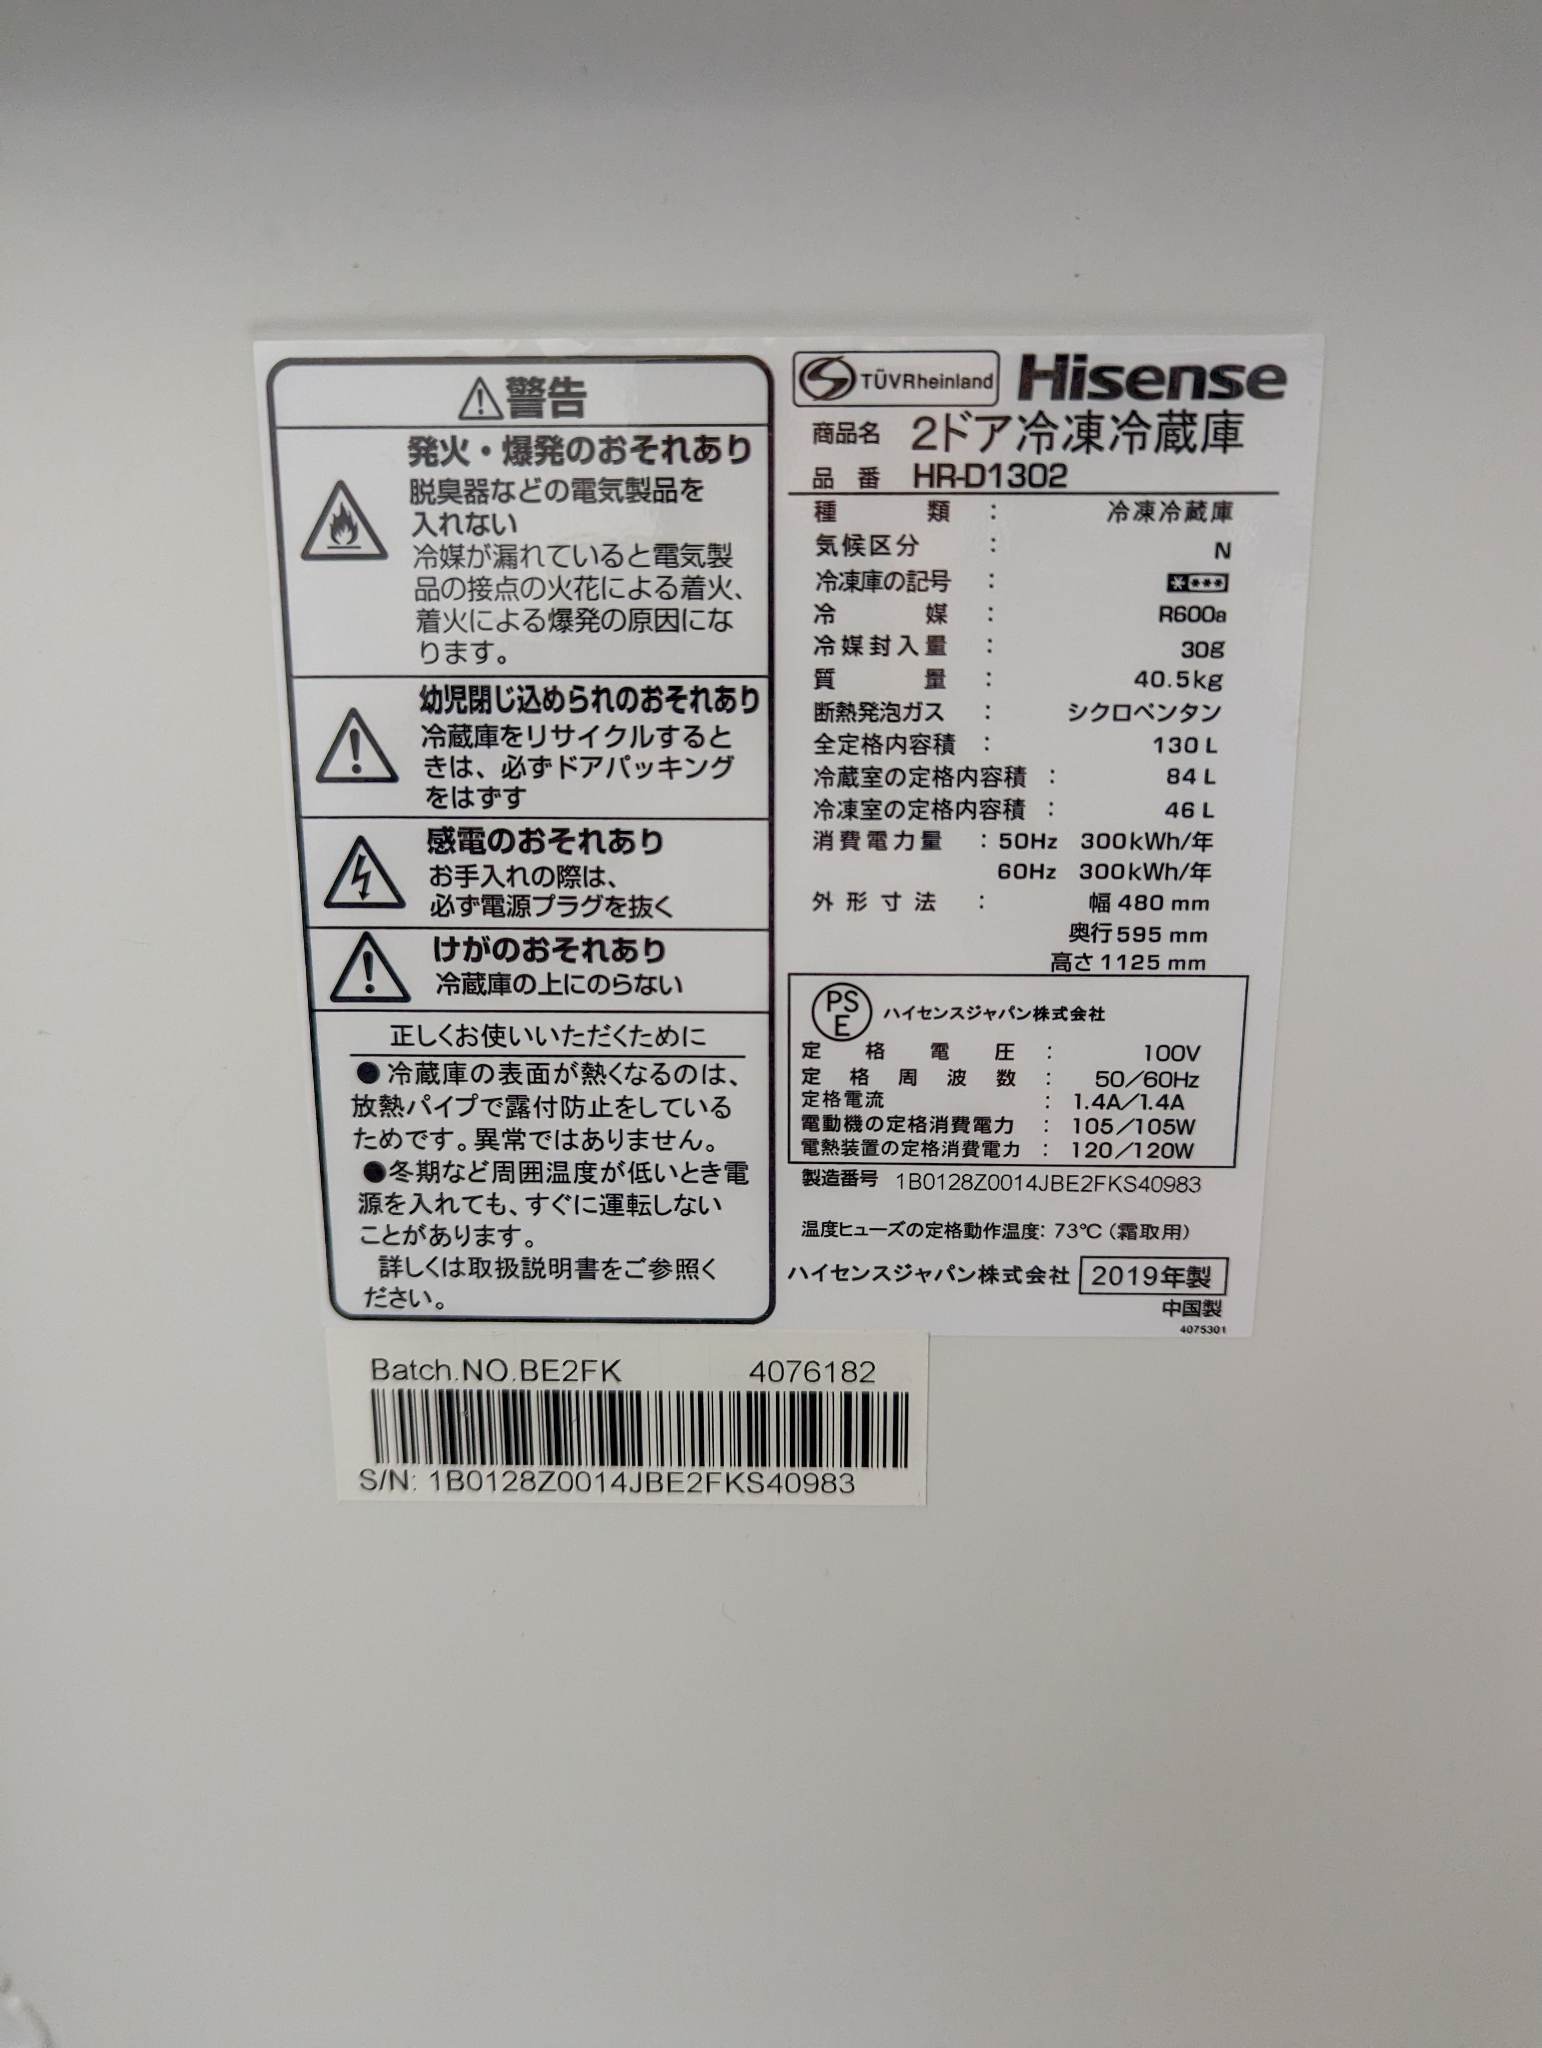 ⚠警告
発火・爆発のおそれあり
脱臭器などの電気製品を
入れない
冷媒が漏れていると電気製
品の接点の火花による着火、
着火による爆発の原因にな
ります。
幼児閉じ込められのおそれあり
冷蔵庫をリサイクルすると
きは、必ずドアパッキング
をはずす
感電のおそれあり
お手入れの際は、
必ず電源プラグを抜く
けがのおそれあり
冷蔵庫の上にのらない
正しくお使いいただくために
●冷蔵庫の表面が熱くなるのは、
放熱パイプで露付防止をしている
ためです。異常ではありません。
●冬期など周囲温度が低いとき電
源を入れても、すぐに運転しない
ことがあります。
詳しくは取扱説明書をご参照く
ださい。
TÜVRheinland Hisense
商品名 2ドア冷凍冷蔵庫
品番 HR-D1302
種類 : 冷凍冷蔵庫
気候区分 : N
冷凍庫の記号 : ****
冷媒 : R600a
冷媒封入量 : 30g
質量 : 40.5kg
断熱発泡ガス : シクロペンタン
全定格内容積 : 130L
冷蔵室の定格内容積 : 84L
冷凍室の定格内容積 : 46L
消費電力量 : 50Hz 300kWh/年
60Hz 300kWh/年
外形寸法 : 幅480mm
奥行595mm
高さ1125mm
PSE ハイセンスジャパン株式会社
定格電圧 : 100V
定格周波数 : 50/60Hz
定格電流 : 1.4A/1.4A
電動機の定格消費電力 : 105/105W
電熱装置の定格消費電力 : 120/120W
製造番号 1B0128Z0014JBE2FKS40983
温度ヒューズの定格動作温度: 73℃(霜取用)
ハイセンスジャパン株式会社 2019年製
中国製
4075301
Batch.NO.BE2FK 4076182
S/N: 1B0128Z0014JBE2FKS40983